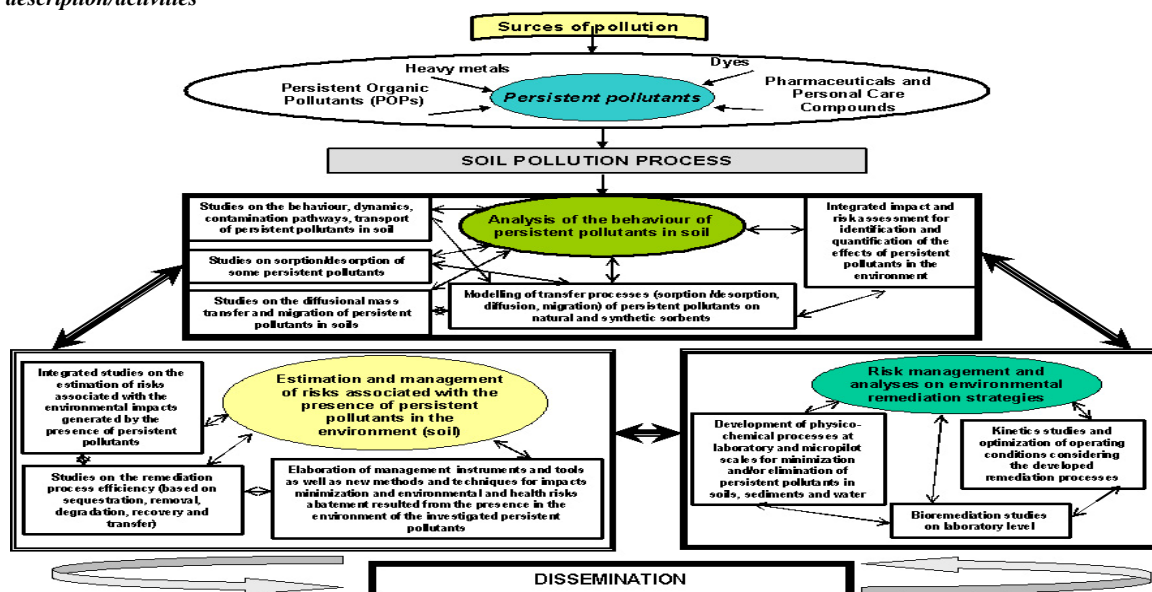 description/activities
Surces of pollution
Heavy metals
Dyes
Persistent Organic
Pollutants (POPs)
Persistent pollutants
Pharmaceuticals and
Personal Care
Compounds
SOIL POLLUTION PROCESS
Studies on the behaviour, dynamics,
contamination pathways, transport
of persistent pollutants in soil
Analysis of the behaviour of
persistent pollutants in soil
Integrated impact and
risk assessment for
identification and
quantification of the
effects of persistent
pollutants in the
environment
Studies on sorption/desorption of
some persistent pollutants
Studies on the diffusional mass
transfer and migration of persistent
pollutants in soils
Modelling of transfer processes (sorption /desorption,
diffusion, migration) of persistent pollutants on
natural and synthetic sorbents
Integrated studies on the
estimation of risks
associated with the
environmental impacts
generated by the
presence of persistent
pollutants
Estimation and management
of risks associated with the
presence of persistent
pollutants in the
environment (soil)
Studies on the remediation
process efficiency (based on
sequestration, removal,
degradation, recovery and
transfer)
Elaboration of management instruments and tools
as well as new methods and techniques for impacts
minimization and environmental and health risks
abatement resulted from the presence in the
environment of the investigated persistent
pollutants
Risk management and
analyses on environmental
remediation strategies
Development of physico-
chemical processes at
laboratory and micropilot
scales for minimization
and/or elimination of
persistent pollutants in
soils, sediments and water
Kinetics studies and
optimization of operating
conditions considering
the developed
remediation processes
Bioremediation studies
on laboratory level
DISSEMINATION